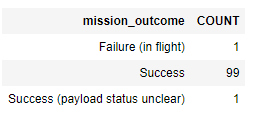 mission_outcome COUNT
Failure (in flight) 1
Success 99
Success (payload status unclear) 1